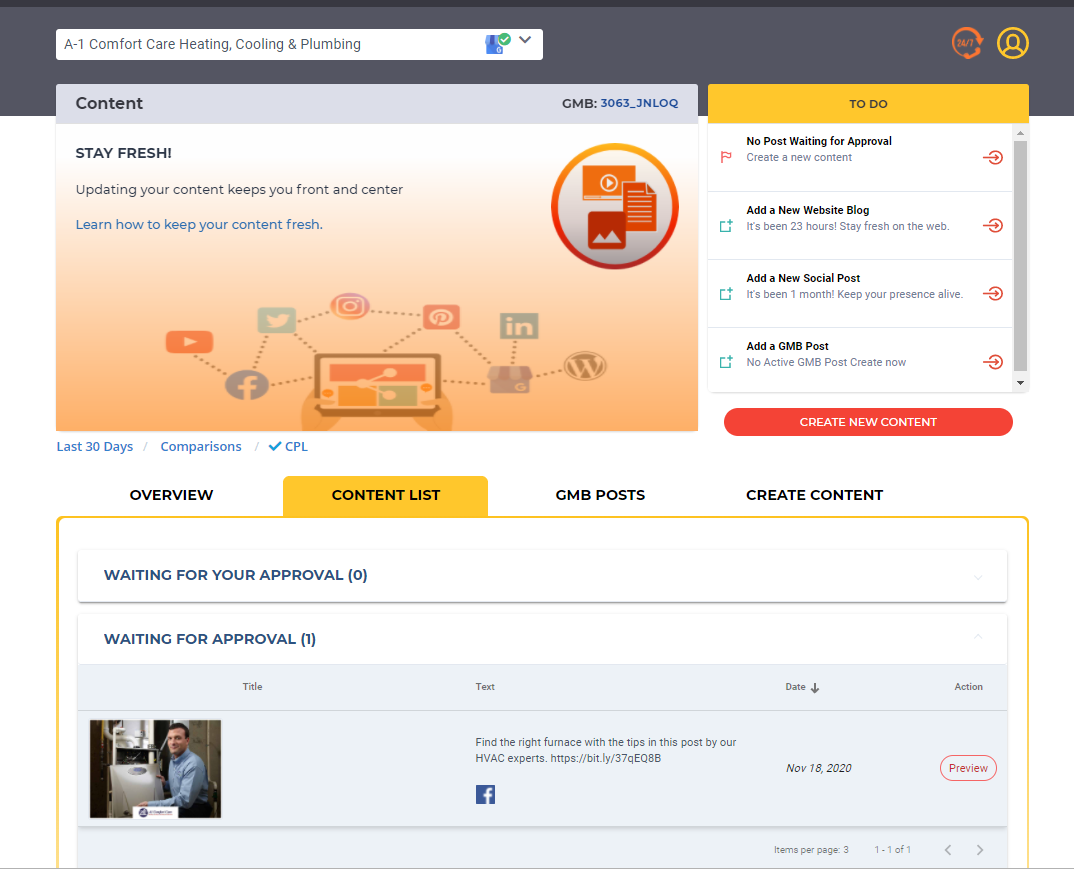 A-1 Comfort Care Heating, Cooling & Plumbing
G
24/7
Content
GMB: 3063_JNLOQ
TO DO
STAY FRESH!
Updating your content keeps you front and center
Learn how to keep your content fresh.
in
G
No Post Waiting for Approval
Create a new content
Add a New Website Blog
It's been 23 hours! Stay fresh on the web.
Add a New Social Post
It's been 1 month! Keep your presence alive.
Add a GMB Post
No Active GMB Post Create now
CREATE NEW CONTENT
Last 30 Days / Comparisons / CPL
OVERVIEW
CONTENT LIST
GMB POSTS
CREATE CONTENT
WAITING FOR YOUR APPROVAL (0)
WAITING FOR APPROVAL (1)
Title
Text
Date
Action
Find the right furnace with the tips in this post by our
HVAC experts. https://bit.ly/37qEQ8B
Nov 18, 2020
Preview
Items per page: 3
1 - 1 of 1